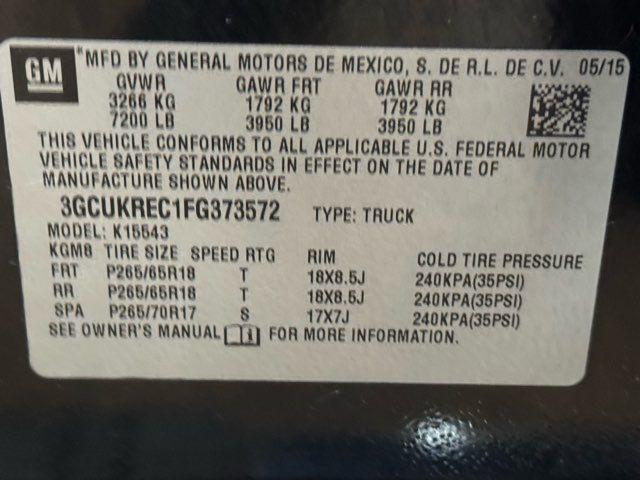 GM *MFD BY GENERAL MOTORS DE MEXICO, S. DE R.L. DE C.V. 05/15
GVWR GAWR FRT GAWR RR
3266 KG 1792 KG 1792 KG
7200 LB 3950 LB 3950 LB
THIS VEHICLE CONFORMS TO ALL APPLICABLE U.S. FEDERAL MOTOR
VEHICLE SAFETY STANDARDS IN EFFECT ON THE DATE OF
MANUFACTURE SHOWN ABOVE.
3GCUKREC1FG373572 TYPE: TRUCK
MODEL: K15543
KGM8 TIRE SIZE SPEED RTG RIM COLD TIRE PRESSURE
FRT P265/65R18 T 18X8.5J 240KPA(35PSI)
RR P265/65R18 T 18X8.5J 240KPA(35PSI)
SPA P265/70R17 S 17X7J 240KPA(35PSI)
SEE OWNER'S MANUAL i FOR MORE INFORMATION.